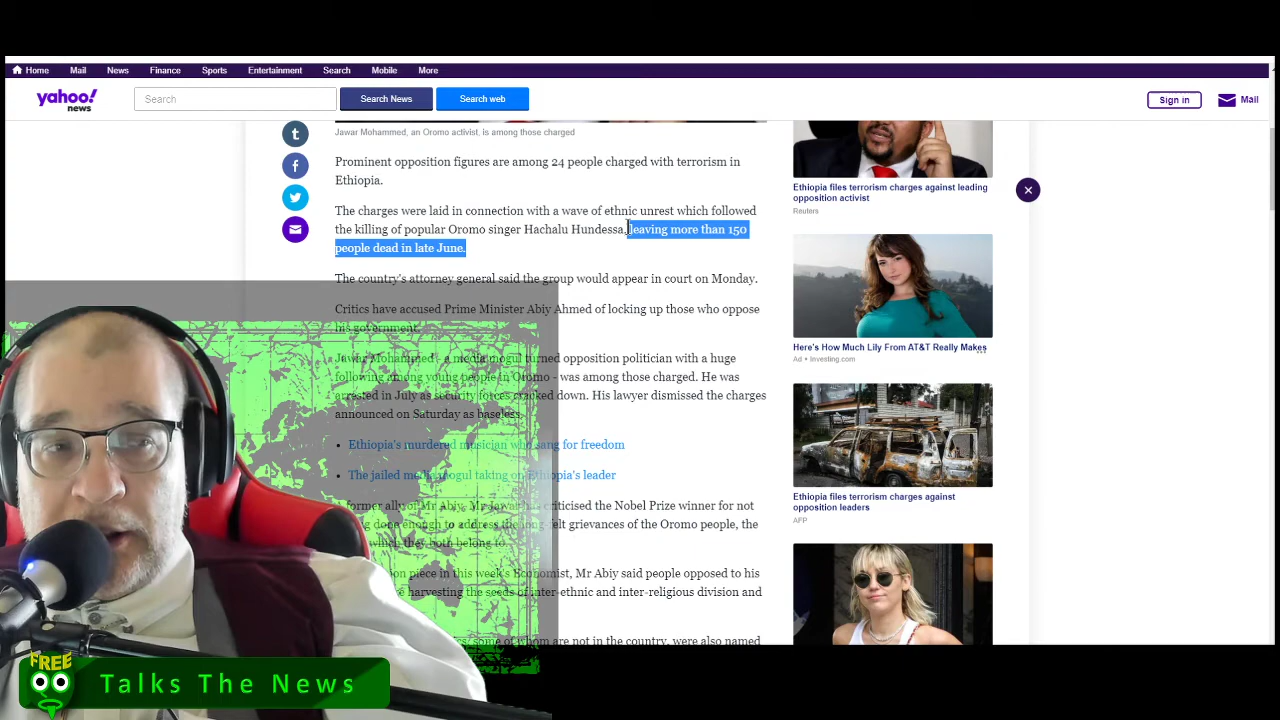 Home Mail News Finance Sports Entertainment Search Mobile More
yahoo!
news
Search
Search News
Search web
Sign in
Mail
t
f
Jawar Mohammed, an Oromo activist, is among those charged
Prominent opposition figures are among 24 people charged with terrorism in
Ethiopia.
The charges were laid in connection with a wave of ethnic unrest which followed
the killing of popular Oromo singer Hachalu Hundessa, leaving more than 150
people dead in late June.
The country's attorney general said the group would appear in court on Monday.
Critics have accused Prime Minister Abiy Ahmed of locking up those who oppose
his government.
Jawar Mohammed - a media mogul turned opposition politician with a huge
following among young people in Oromo - was among those charged. He was
arrested in July as security forces cracked down. His lawyer dismissed the charges
announced on Saturday as baseless.
• Ethiopia's murdered musician who sang for freedom
• The jailed media mogul taking on Ethiopia's leader
former ally of Mr Abiy, Mr Jawar has criticised the Nobel Prize winner for not
done enough to address the long-felt grievances of the Oromo people, the
which they both belong to.
piece in this week's Economist, Mr Abiy said people opposed to his
harvesting the seeds of inter-ethnic and inter-religious division and
some of whom are not in the country, were also named
Ethiopia files terrorism charges against leading
opposition activist
Reuters
Here's How Much Lily From AT&T Really Makes
Ad • Investing.com
...
Ethiopia files terrorism charges against
opposition leaders
AFP
FREE
Talks The News